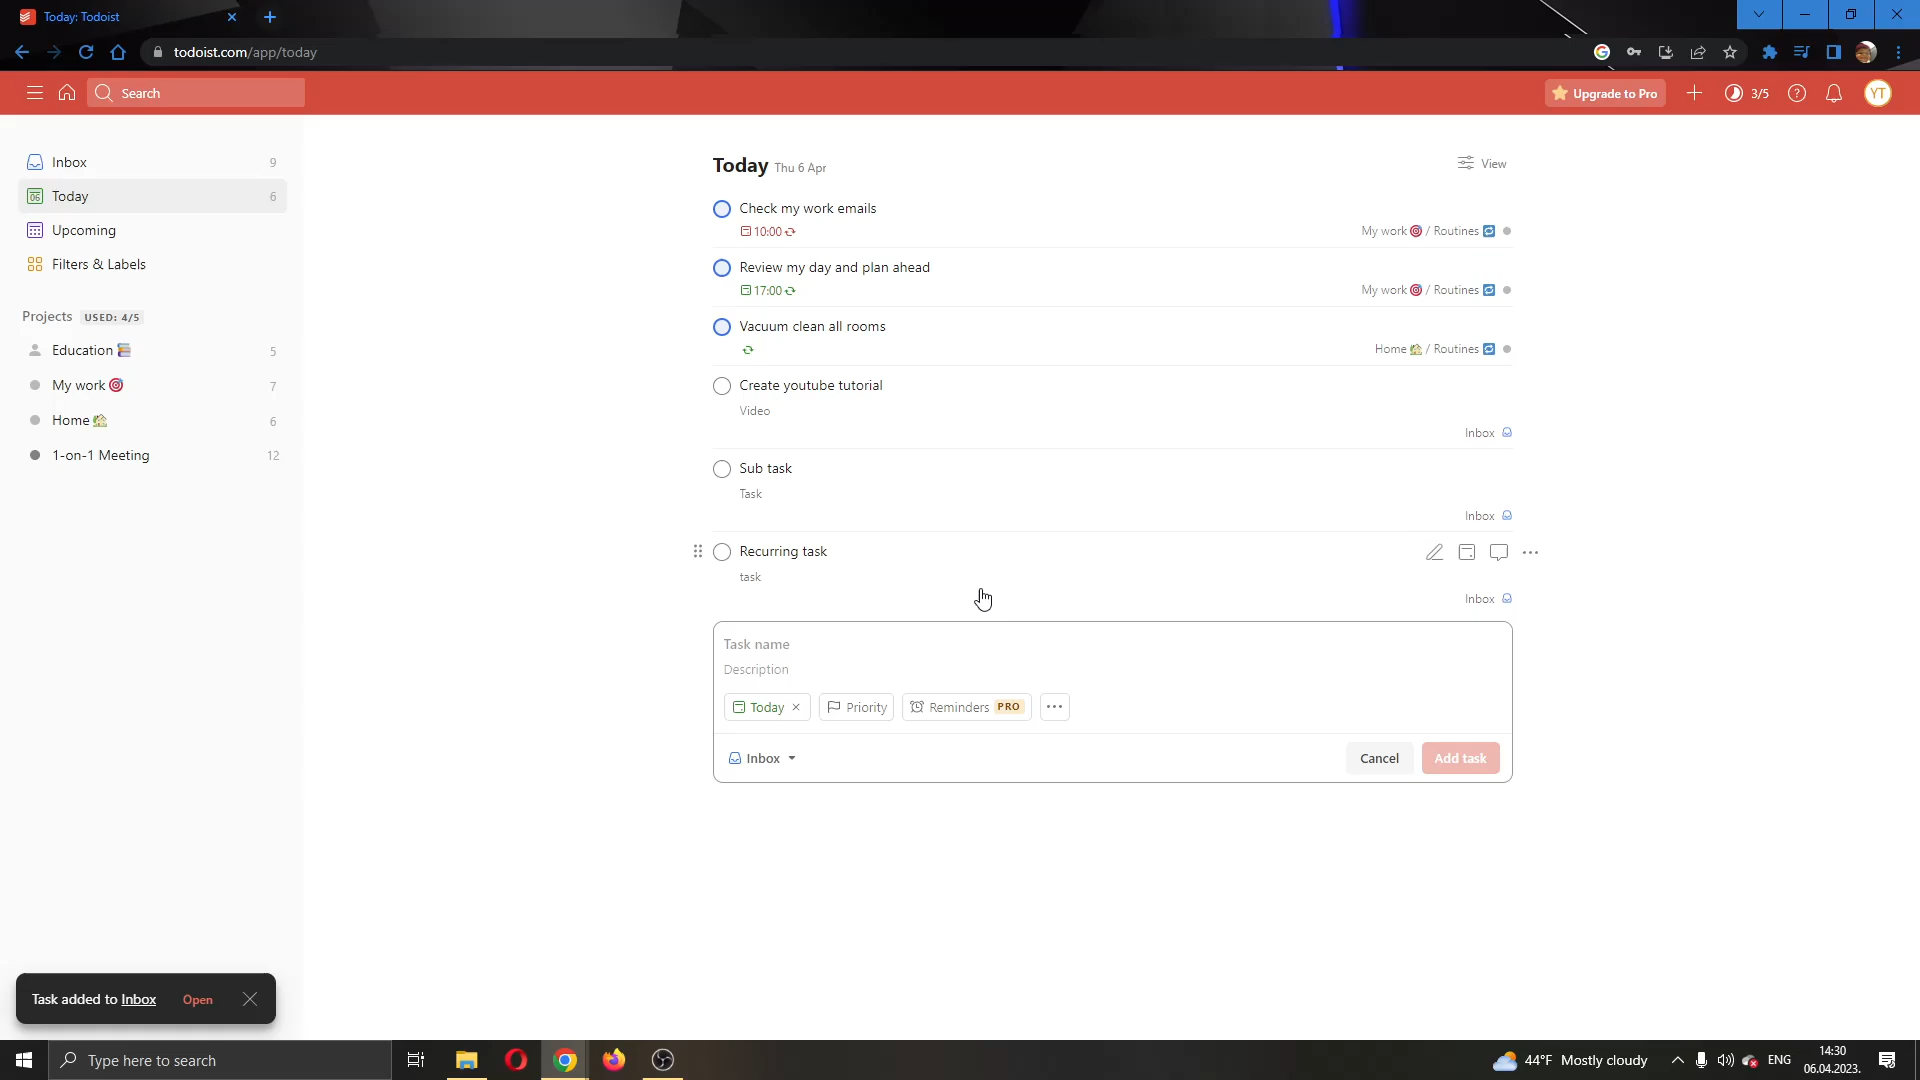 Today: Todoist
todoist.com/app/today
Search
Upgrade to Pro
3/5
YT
Inbox 9
06 Today 6
Upcoming
Filters & Labels
Projects USED: 4/5
Education 5
My work 7
Home 6
1-on-1 Meeting 12
Today Thu 6 Apr
View
Check my work emails
10:00
My work / Routines
Review my day and plan ahead
17:00
My work / Routines
Vacuum clean all rooms
Home / Routines
Create youtube tutorial
Video
Inbox
Sub task
Task
Inbox
Recurring task
task
Inbox
Task name
Description
Today
Priority
Reminders PRO
Inbox
Cancel
Add task
Task added to Inbox Open
Type here to search
44°F Mostly cloudy
ENG
14:30
06.04.2023.